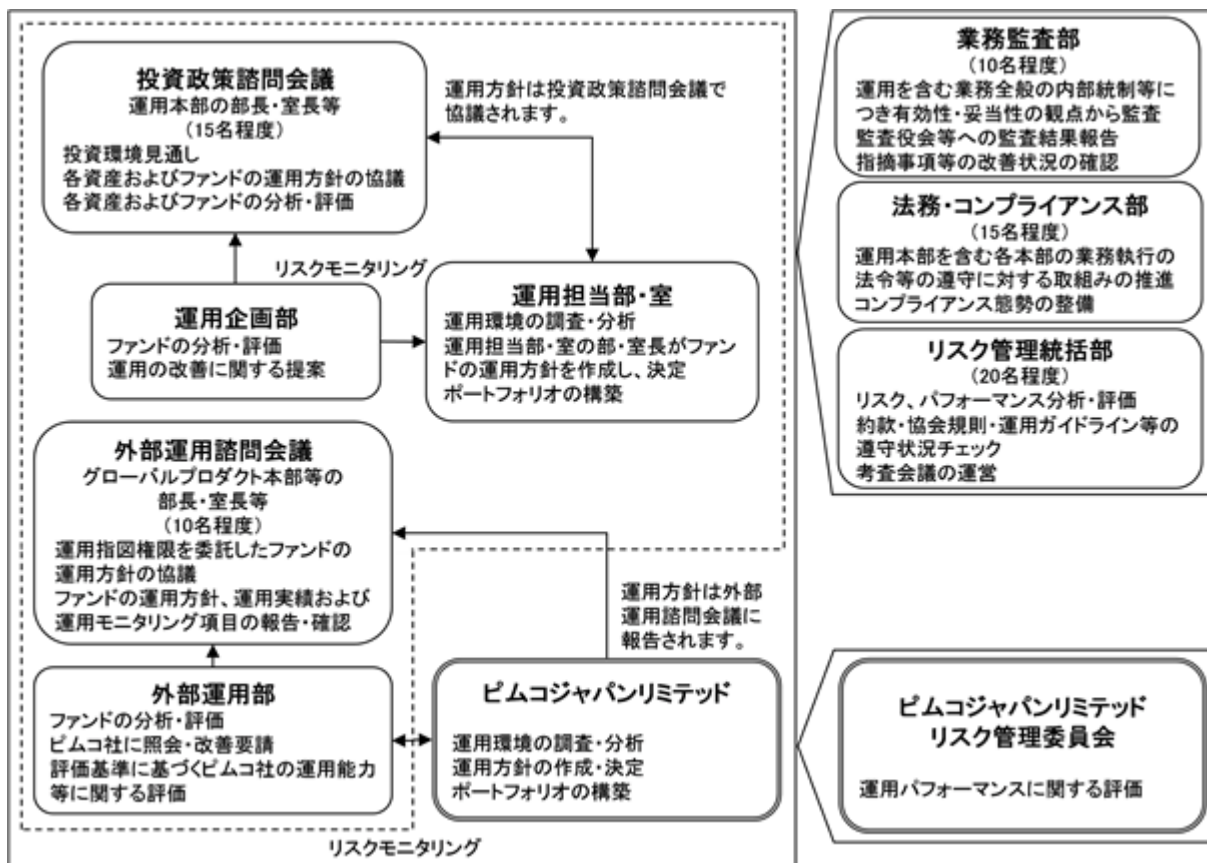 投資政策諮問会議
運用本部の部長・室長等
(15名程度)
投資環境見通し
各資産およびファンドの運用方針の協議
各資産およびファンドの分析・評価
運用方針は投資政策諮問会議で
協議されます。
リスクモニタリング
運用企画部
ファンドの分析・評価
運用の改善に関する提案
運用担当部・室
運用環境の調査・分析
運用担当部・室の部・室長がファン
ドの運用方針を作成し、決定
ポートフォリオの構築
外部運用諮問会議
グローバルプロダクト本部等の
部長・室長等
(10名程度)
運用指図権限を委託したファンドの
運用方針の協議
ファンドの運用方針、運用実績および
運用モニタリング項目の報告・確認
運用方針は外部
運用諮問会議に
報告されます。
外部運用部
ファンドの分析・評価
ピムコ社に照会・改善要請
評価基準に基づくピムコ社の運用能力
等に関する評価
ピムコジャパンリミテッド
運用環境の調査・分析
運用方針の作成・決定
ポートフォリオの構築
リスクモニタリング
業務監査部
(10名程度)
運用を含む業務全般の内部統制等に
つき有効性・妥当性の観点から監査
監査役会等への監査結果報告
指摘事項等の改善状況の確認
法務・コンプライアンス部
(15名程度)
運用本部を含む各本部の業務執行の
法令等の遵守に対する取組みの推進
コンプライアンス態勢の整備
リスク管理統括部
(20名程度)
リスク、パフォーマンス分析・評価
約款・協会規則・運用ガイドライン等の
遵守状況チェック
考査会議の運営
ピムコジャパンリミテッド
リスク管理委員会
運用パフォーマンスに関する評価